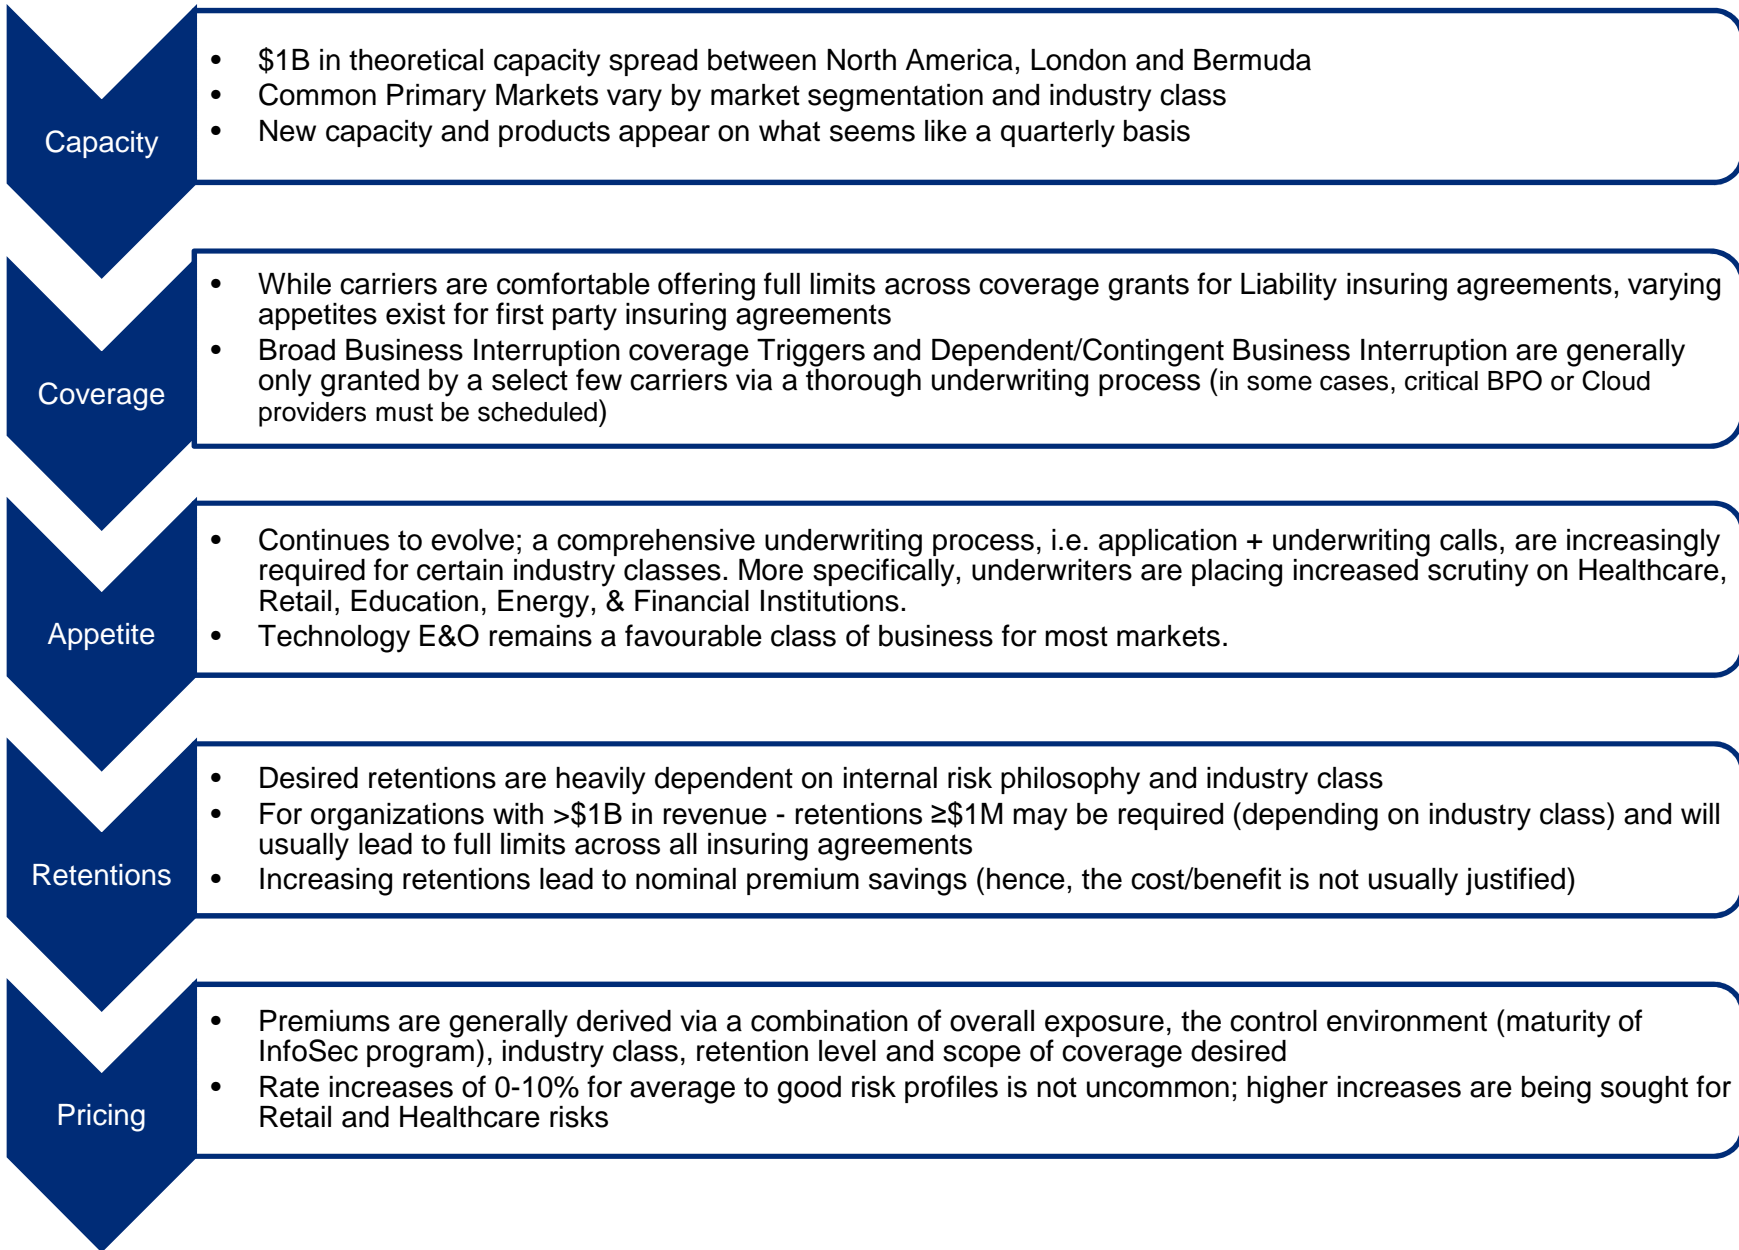 Capacity
• $1B in theoretical capacity spread between North America, London and Bermuda
• Common Primary Markets vary by market segmentation and industry class
• New capacity and products appear on what seems like a quarterly basis
Coverage
• While carriers are comfortable offering full limits across coverage grants for Liability insuring agreements, varying
appetites exist for first party insuring agreements
• Broad Business Interruption coverage Triggers and Dependent/Contingent Business Interruption are generally
only granted by a select few carriers via a thorough underwriting process (in some cases, critical BPO or Cloud
providers must be scheduled)
Appetite
• Continues to evolve; a comprehensive underwriting process, i.e. application + underwriting calls, are increasingly
required for certain industry classes. More specifically, underwriters are placing increased scrutiny on Healthcare,
Retail, Education, Energy, & Financial Institutions.
• Technology E&O remains a favourable class of business for most markets.
Retentions
• Desired retentions are heavily dependent on internal risk philosophy and industry class
• For organizations with >$1B in revenue - retentions ≥$1M may be required (depending on industry class) and will
usually lead to full limits across all insuring agreements
• Increasing retentions lead to nominal premium savings (hence, the cost/benefit is not usually justified)
Pricing
• Premiums are generally derived via a combination of overall exposure, the control environment (maturity of
InfoSec program), industry class, retention level and scope of coverage desired
• Rate increases of 0-10% for average to good risk profiles is not uncommon; higher increases are being sought for
Retail and Healthcare risks